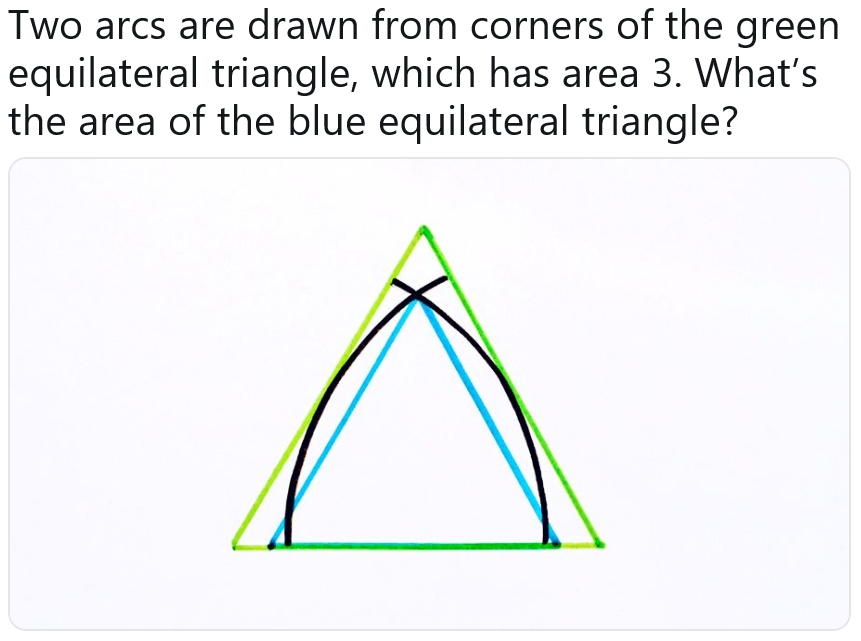 Two arcs are drawn from corners of the green
equilateral triangle, which has area 3. What’s
the area of the blue equilateral triangle?